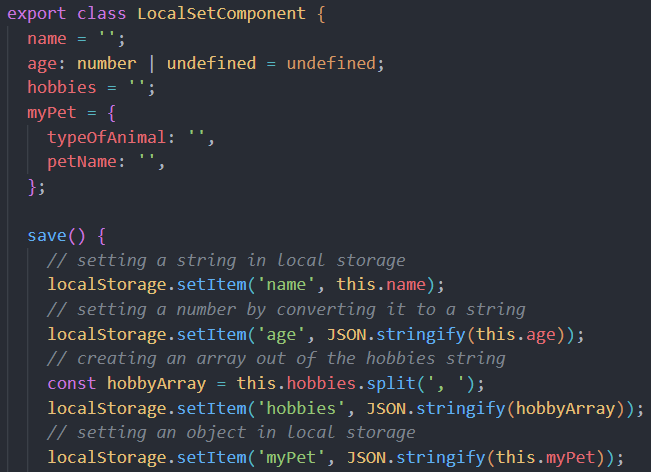 export class LocalSetComponent {
  name = '';
  age: number | undefined = undefined;
  hobbies = '';
  myPet = {
    typeOfAnimal: '',
    petName: '',
  };

  save() {
    // setting a string in local storage
    localStorage.setItem('name', this.name);
    // setting a number by converting it to a string
    localStorage.setItem('age', JSON.stringify(this.age));
    // creating an array out of the hobbies string
    const hobbyArray = this.hobbies.split(', ');
    localStorage.setItem('hobbies', JSON.stringify(hobbyArray));
    // setting an object in local storage
    localStorage.setItem('myPet', JSON.stringify(this.myPet));